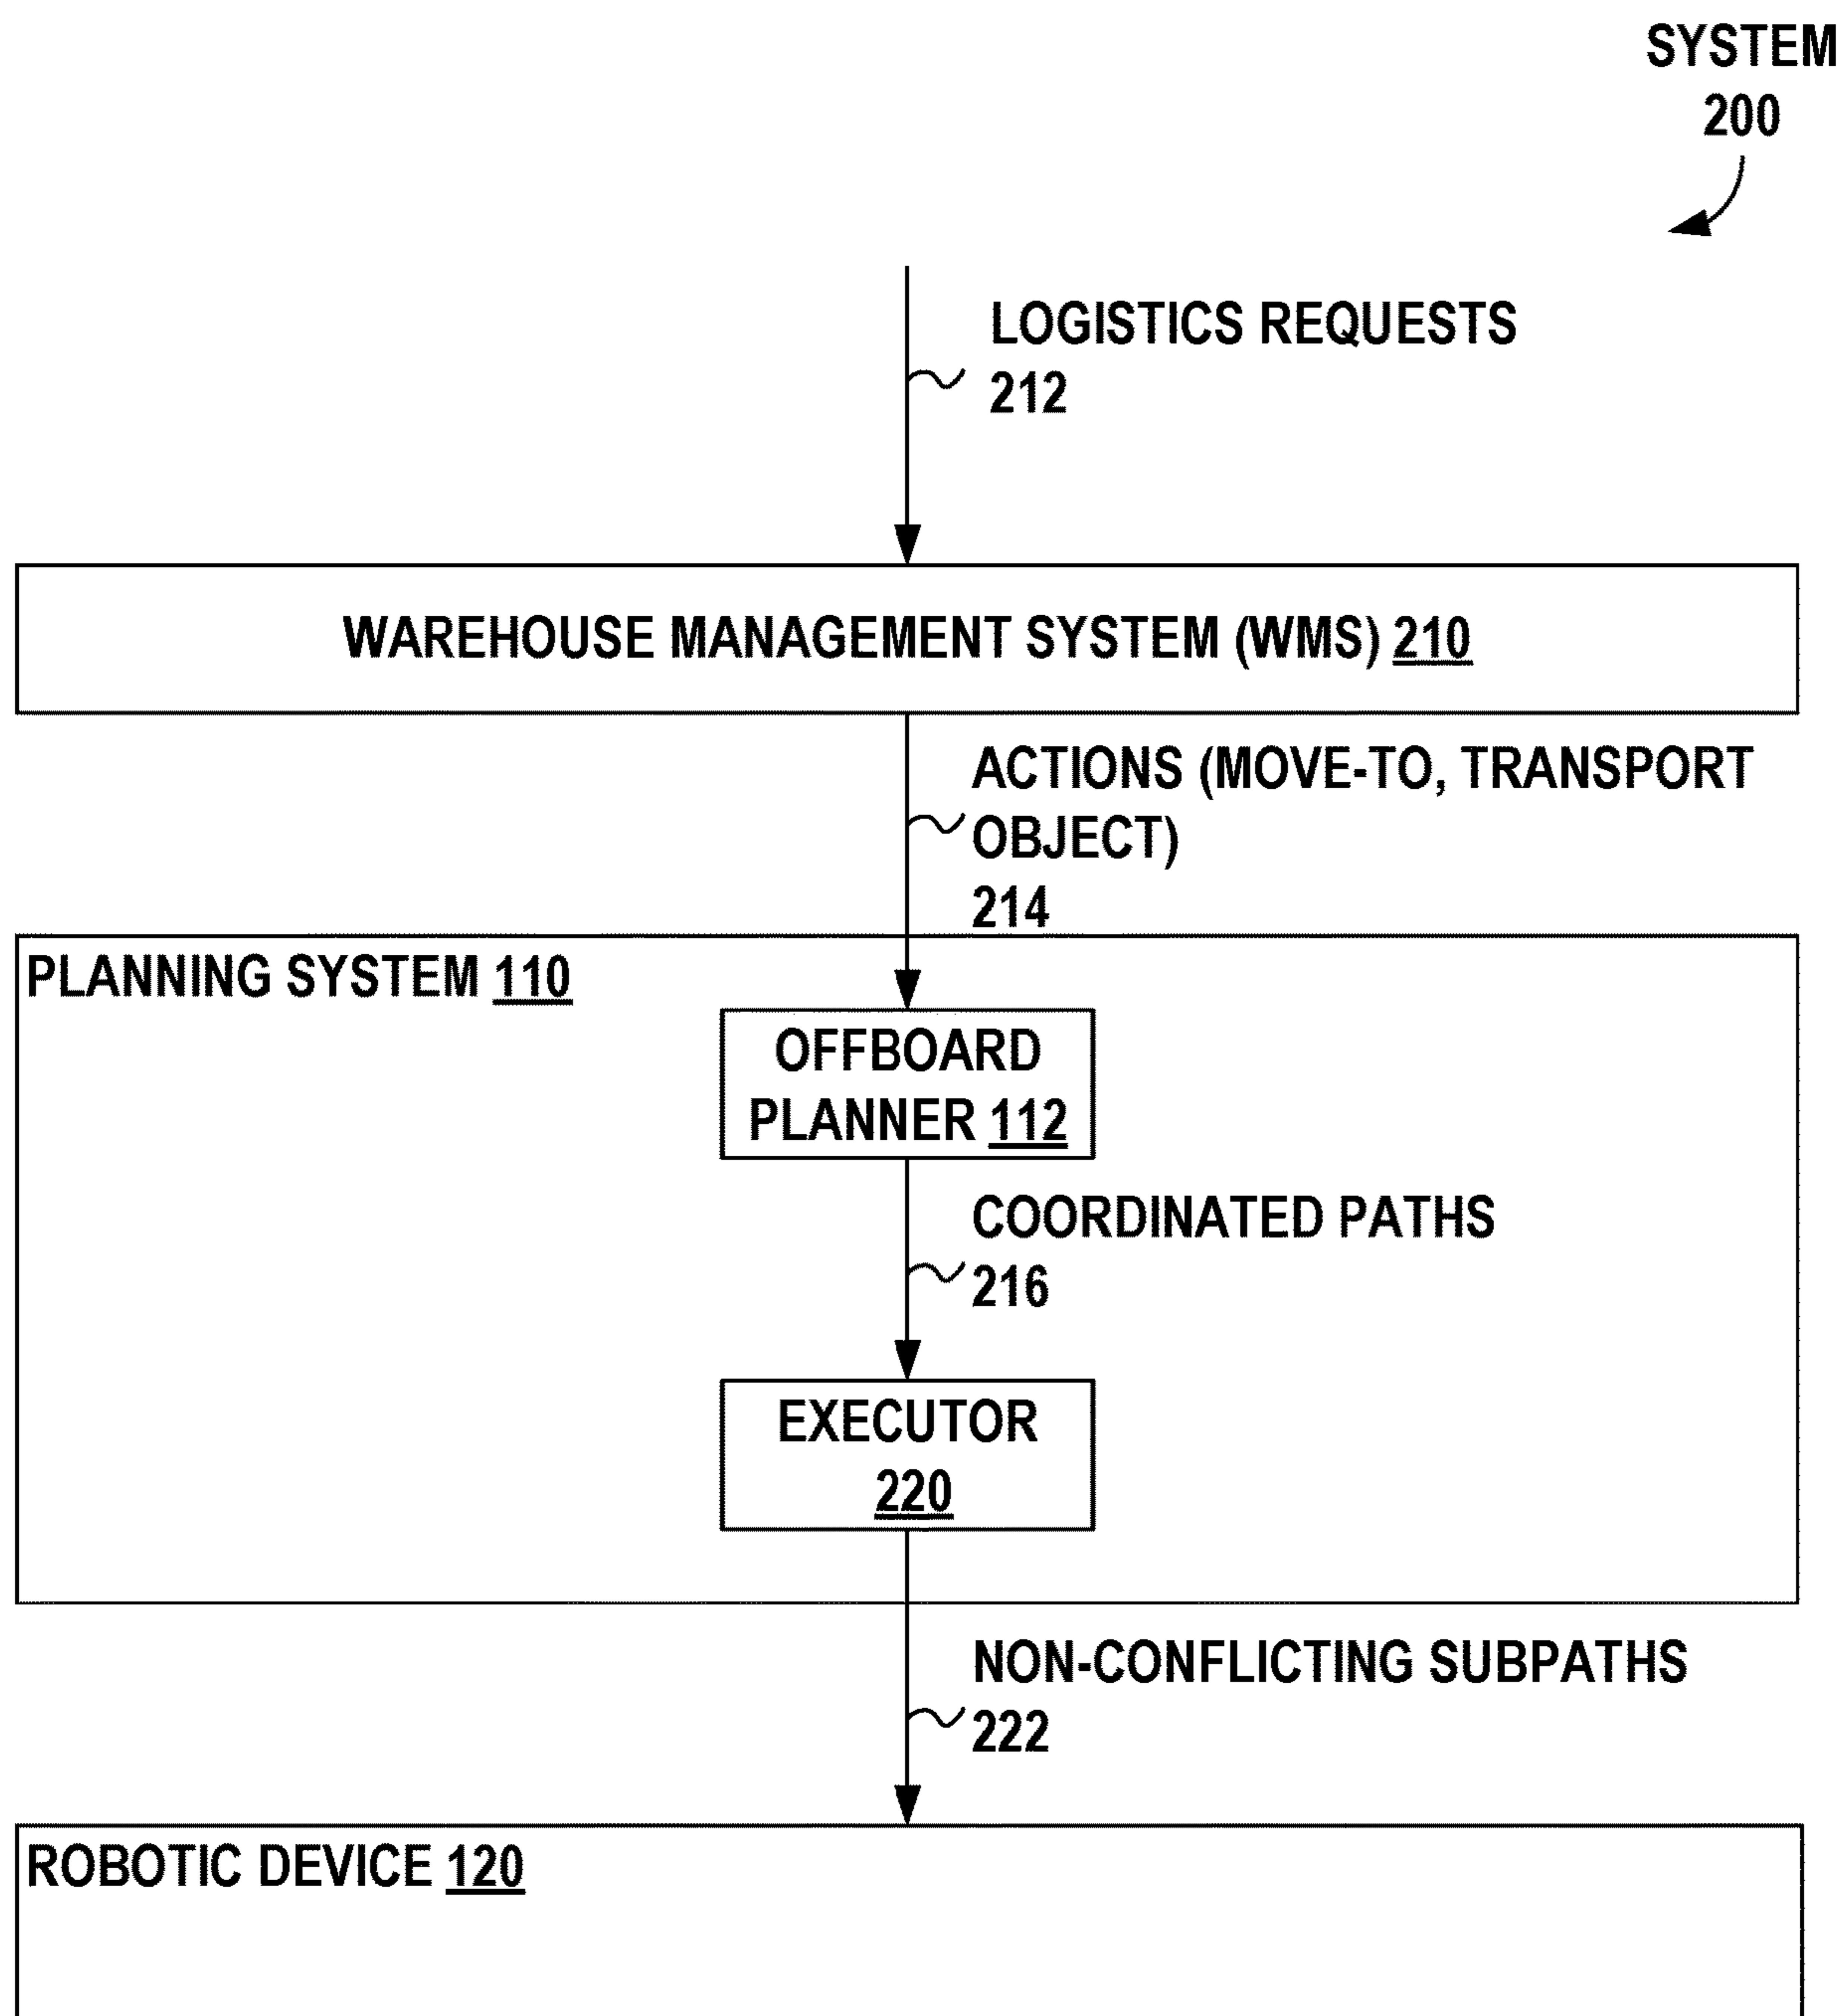 SYSTEM
200
LOGISTICS REQUESTS
212
WAREHOUSE MANAGEMENT SYSTEM (WMS) 210
ACTIONS (MOVE-TO, TRANSPORT
OBJECT)
214
PLANNING SYSTEM 110
OFFBOARD
PLANNER 112
COORDINATED PATHS
216
EXECUTOR
220
NON-CONFLICTING SUBPATHS
222
ROBOTIC DEVICE 120